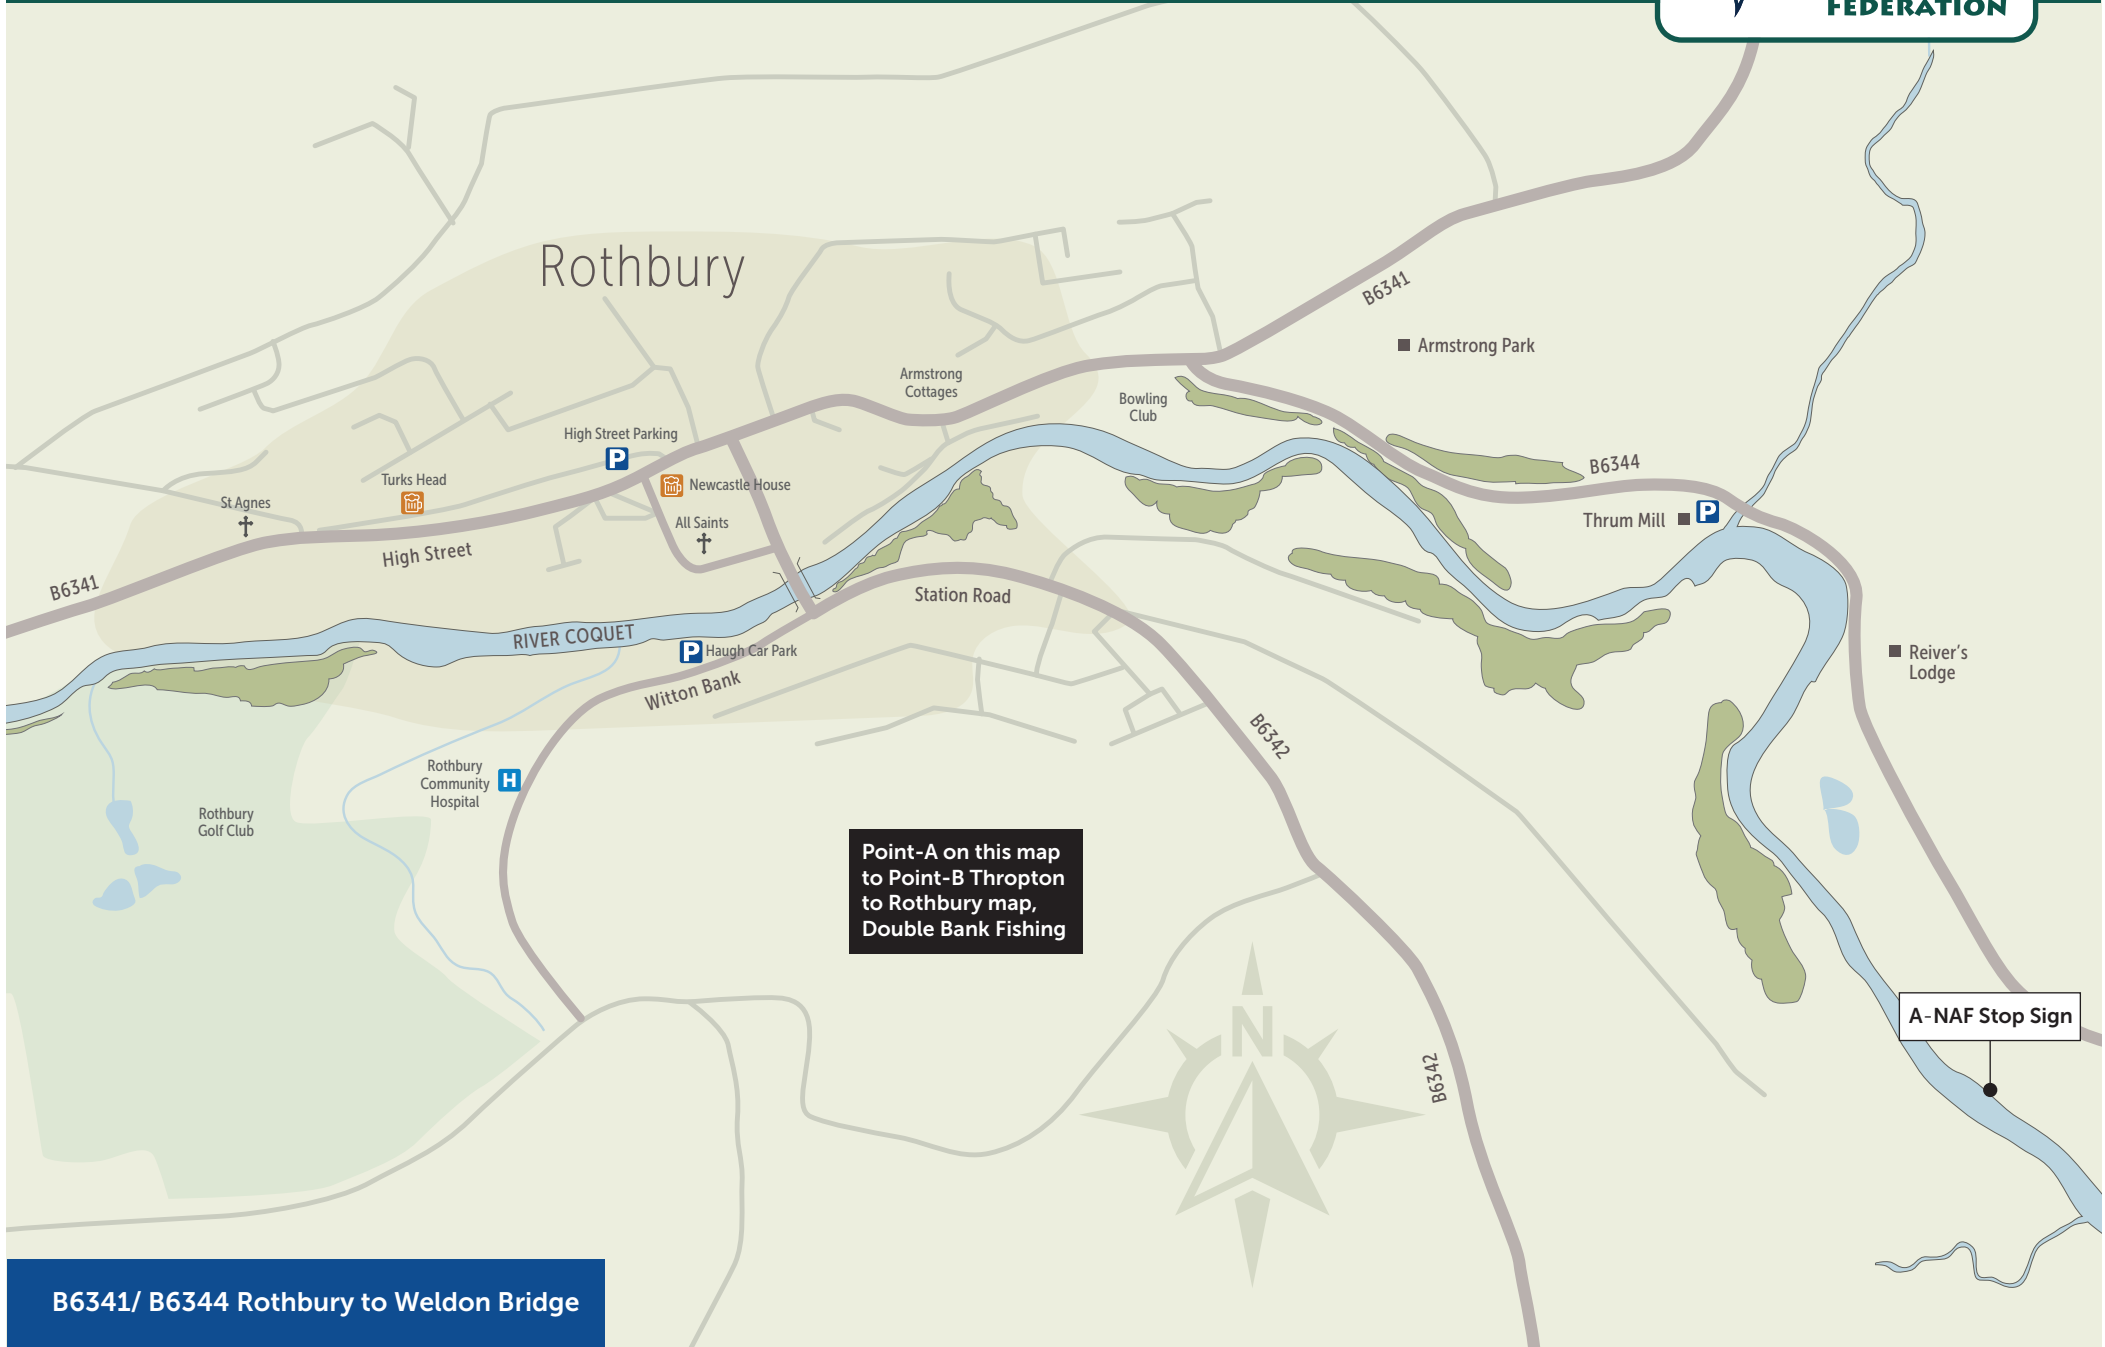 FEDERATION
Rothbury
B6341
Armstrong Park
Armstrong
Cottages
Bowling
Club
High Street Parking
P
B6344
Turks Head
Newcastle House
St Agnes
All Saints
Thrum Mill
P
High Street
B6341
Station Road
RIVER COQUET
P
Haugh Car Park
Reiver's
Lodge
Witton Bank
B6342
Rothbury
Community
Hospital
H
Rothbury
Golf Club
Point-A on this map
to Point-B Thropton
to Rothbury map,
Double Bank Fishing
N
A-NAF Stop Sign
B6342
B6341/ B6344 Rothbury to Weldon Bridge